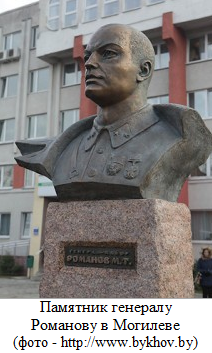 РОМАНОВ М.Т.
Памятник генералу
Романову в Могилеве
(фото - http://www.bykhov.by)